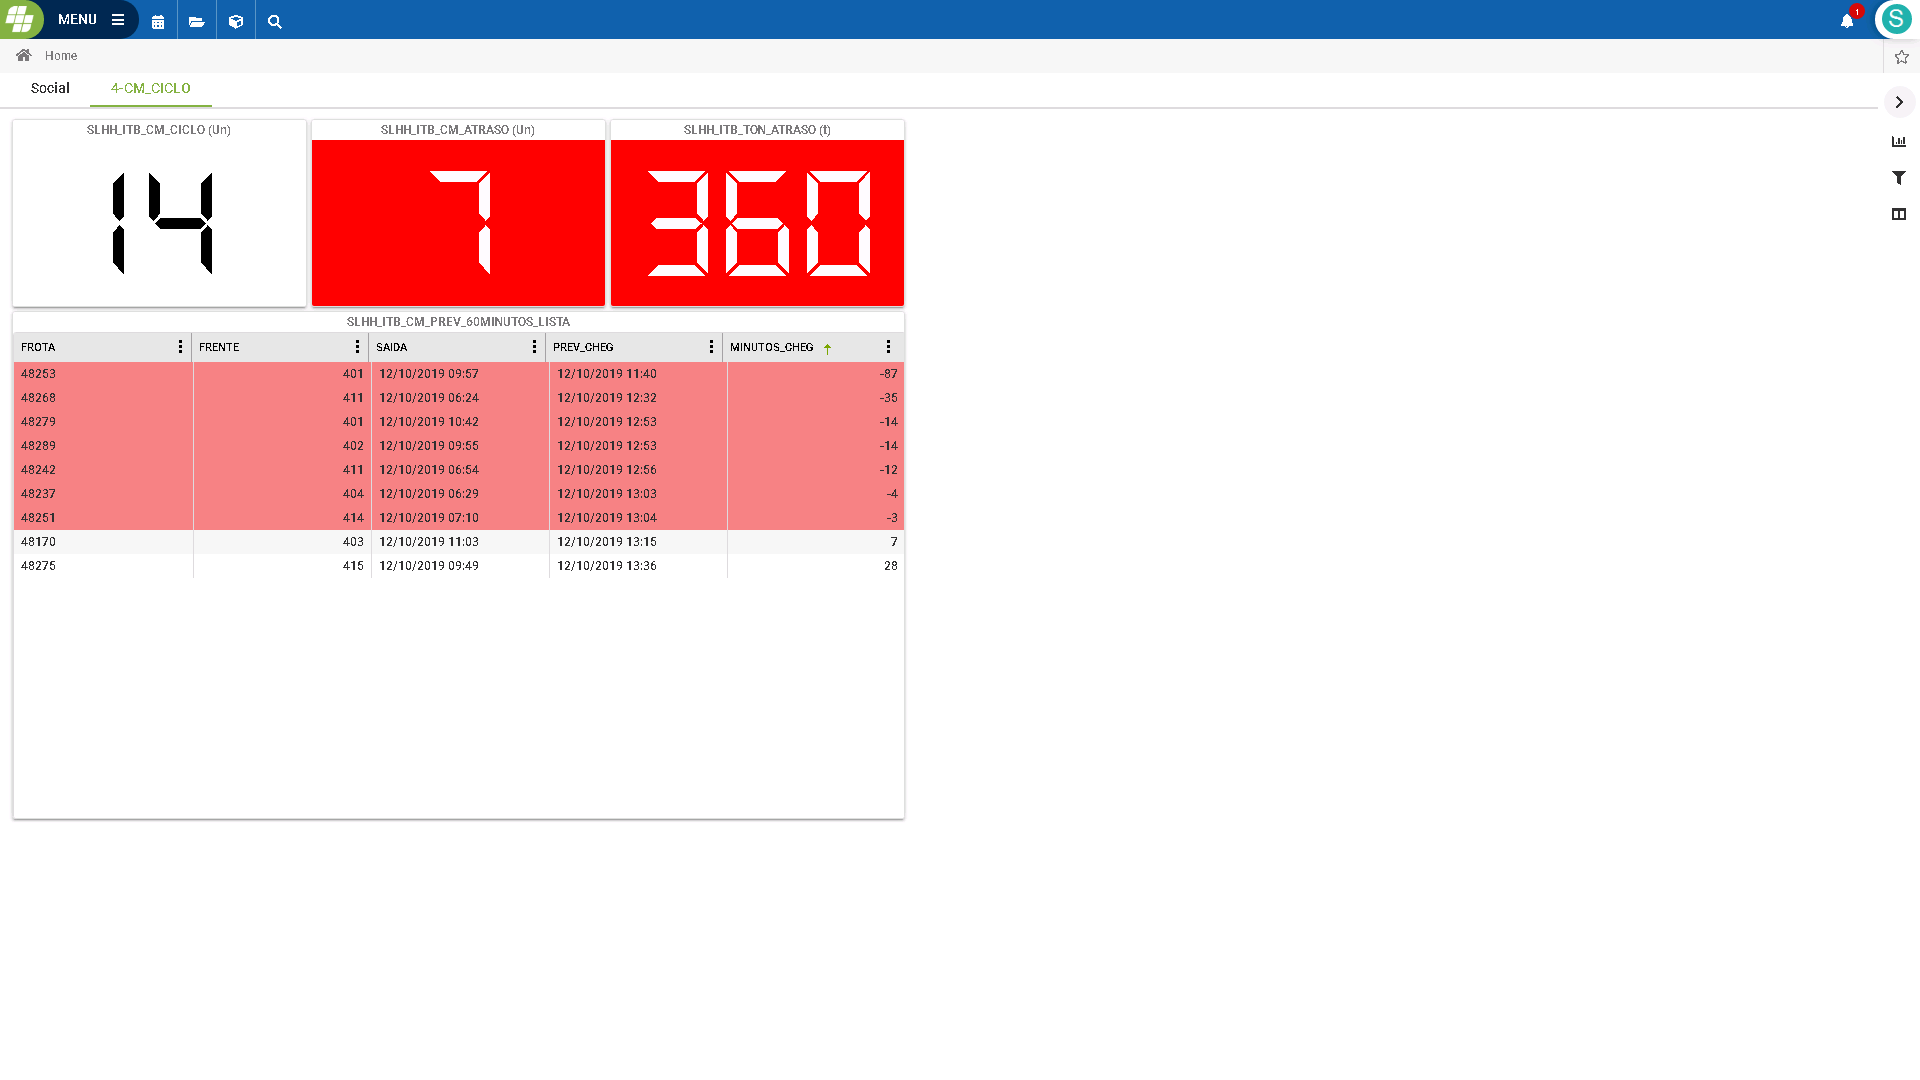 MENU
1
S
Home
Social 4-CM_CICLO
SLHH_ITB_CM_CICLO (Un) SLHH_ITB_CM_ATRASO (Un) SLHH_ITB_TON_ATRASO (t)
14 7 360
SLHH_ITB_CM_PREV_60MINUTOS_LISTA
FROTA FRENTE SAIDA PREV_CHEG MINUTOS_CHEG
48253 401 12/10/2019 09:57 12/10/2019 11:40 -87
48268 411 12/10/2019 06:24 12/10/2019 12:32 -35
48279 401 12/10/2019 10:42 12/10/2019 12:53 -14
48289 402 12/10/2019 09:55 12/10/2019 12:53 -14
48242 411 12/10/2019 06:54 12/10/2019 12:56 -12
48237 404 12/10/2019 06:29 12/10/2019 13:03 -4
48251 414 12/10/2019 07:10 12/10/2019 13:04 -3
48170 403 12/10/2019 11:03 12/10/2019 13:15 7
48275 415 12/10/2019 09:49 12/10/2019 13:36 28